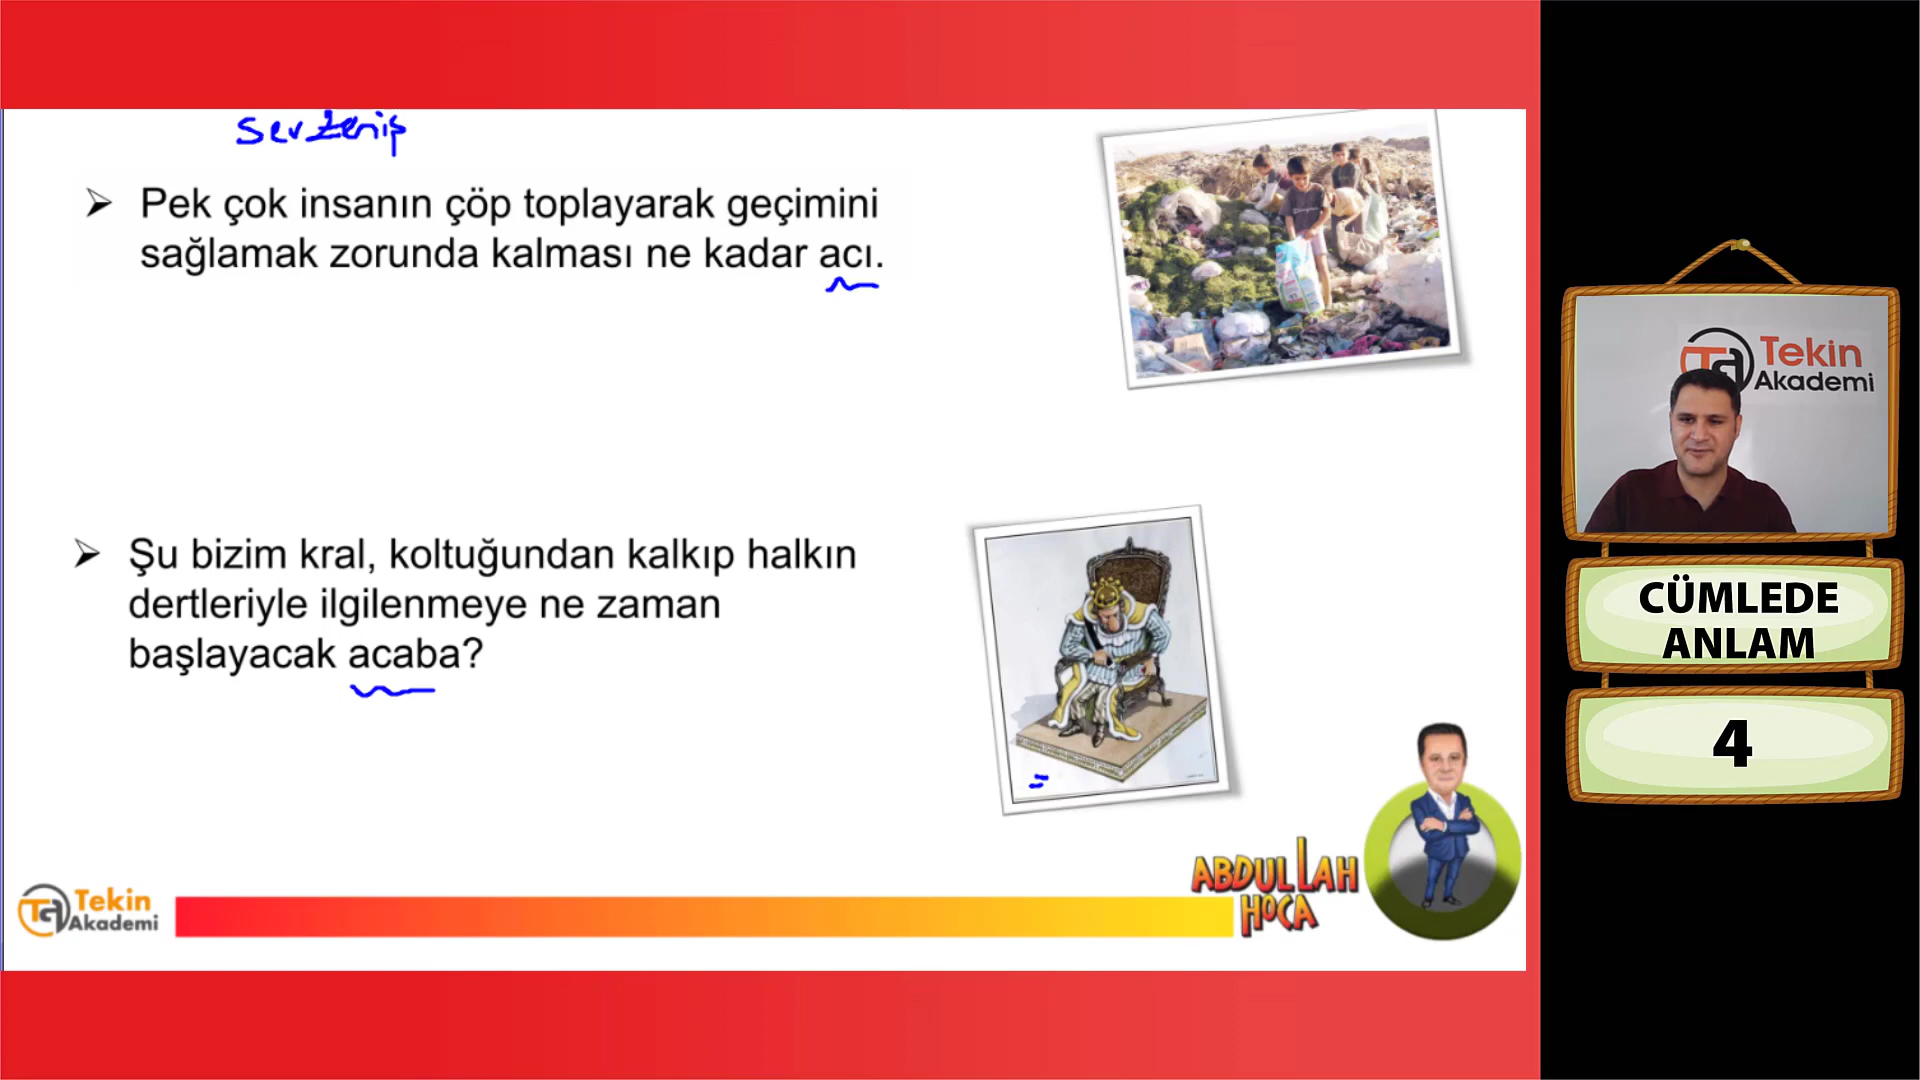 Serzeniş
Pek çok insanın çöp toplayarak geçimini
sağlamak zorunda kalması ne kadar acı.
Şu bizim kral, koltuğundan kalkıp halkın
dertleriyle ilgilenmeye ne zaman
başlayacak acaba?
Tekin
Akademi
ABDULLAH
HOCA
Tekin
Akademi
CÜMLEDE
ANLAM
4